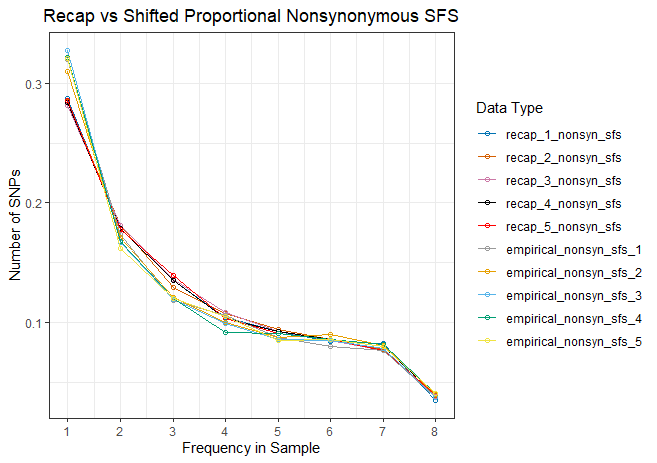 Recap vs Shifted Proportional Nonsynonymous SFS
Number of SNPs
0.3
0.2
0.1
1 2 3 4 5 6 7 8
Frequency in Sample
Data Type
recap_1_nonsyn_sfs
recap_2_nonsyn_sfs
recap_3_nonsyn_sfs
recap_4_nonsyn_sfs
recap_5_nonsyn_sfs
empirical_nonsyn_sfs_1
empirical_nonsyn_sfs_2
empirical_nonsyn_sfs_3
empirical_nonsyn_sfs_4
empirical_nonsyn_sfs_5